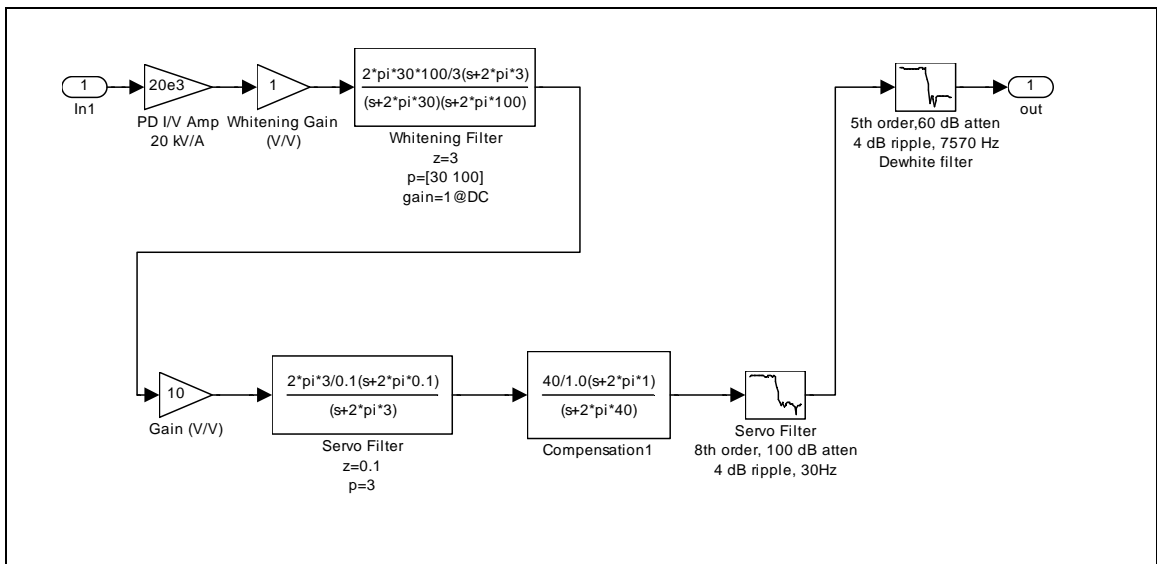 1
In1
20e3
PD I/V Amp
20 kV/A
1
Whitening Gain
(V/V)
2*pi*30*100/3(s+2*pi*3)
(s+2*pi*30)(s+2*pi*100)
Whitening Filter
z=3
p=[30 100]
gain=1@DC
5th order,60 dB atten
4 dB ripple, 7570 Hz
Dewhite filter
1
out
10
Gain (V/V)
2*pi*3/0.1(s+2*pi*0.1)
(s+2*pi*3)
Servo Filter
z=0.1
p=3
40/1.0(s+2*pi*1)
(s+2*pi*40)
Compensation1
Servo Filter
8th order, 100 dB atten
4 dB ripple, 30Hz